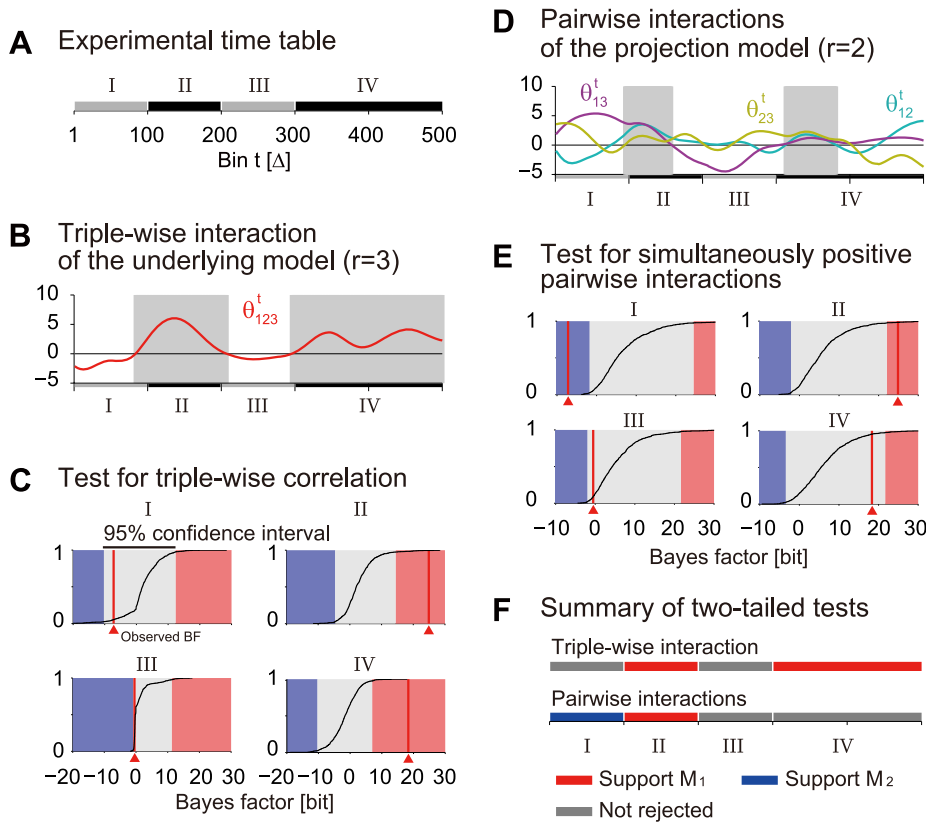 A Experimental time table
I II III IV
1 100 200 300 400 500
Bin t [Δ]
B Triple-wise interaction
of the underlying model (r=3)
10
5
0
−5
θ^t_123
I II III IV
C Test for triple-wise correlation
I II
95% confidence interval
1
0
Observed BF
1
0
III IV
1
0
1
0
−20 −10 0 10 20 30
−20 −10 0 10 20 30
Bayes factor [bit]
D Pairwise interactions
of the projection model (r=2)
10
5
0
−5
θ^t_13 θ^t_23 θ^t_12
I II III IV
E Test for simultaneously positive
pairwise interactions
I II
1
0
1
0
III IV
1
0
1
0
−10 0 10 20 30
−10 0 10 20 30
Bayes factor [bit]
F Summary of two-tailed tests
Triple-wise interaction
Pairwise interactions
I II III IV
Support M1 Support M2
Not rejected